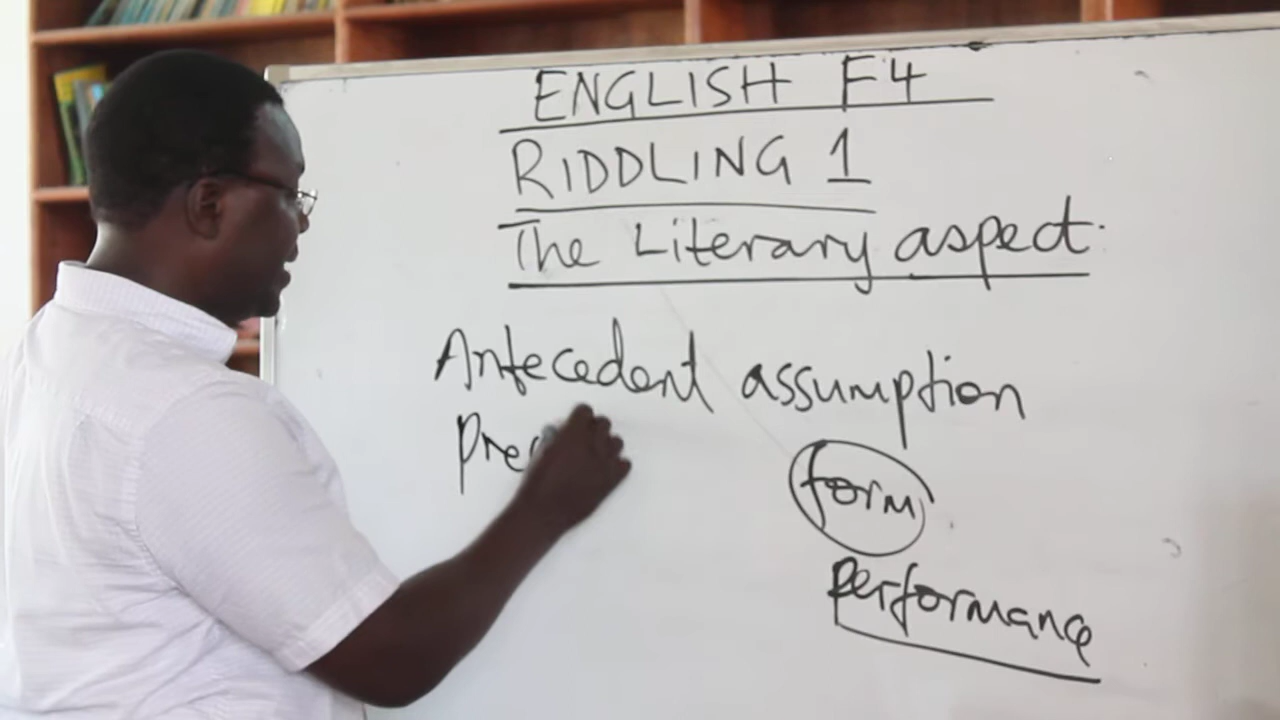 ENGLISH F4
RIDDLING 1
The Literary aspect.
Antecedent assumption
form
Performance